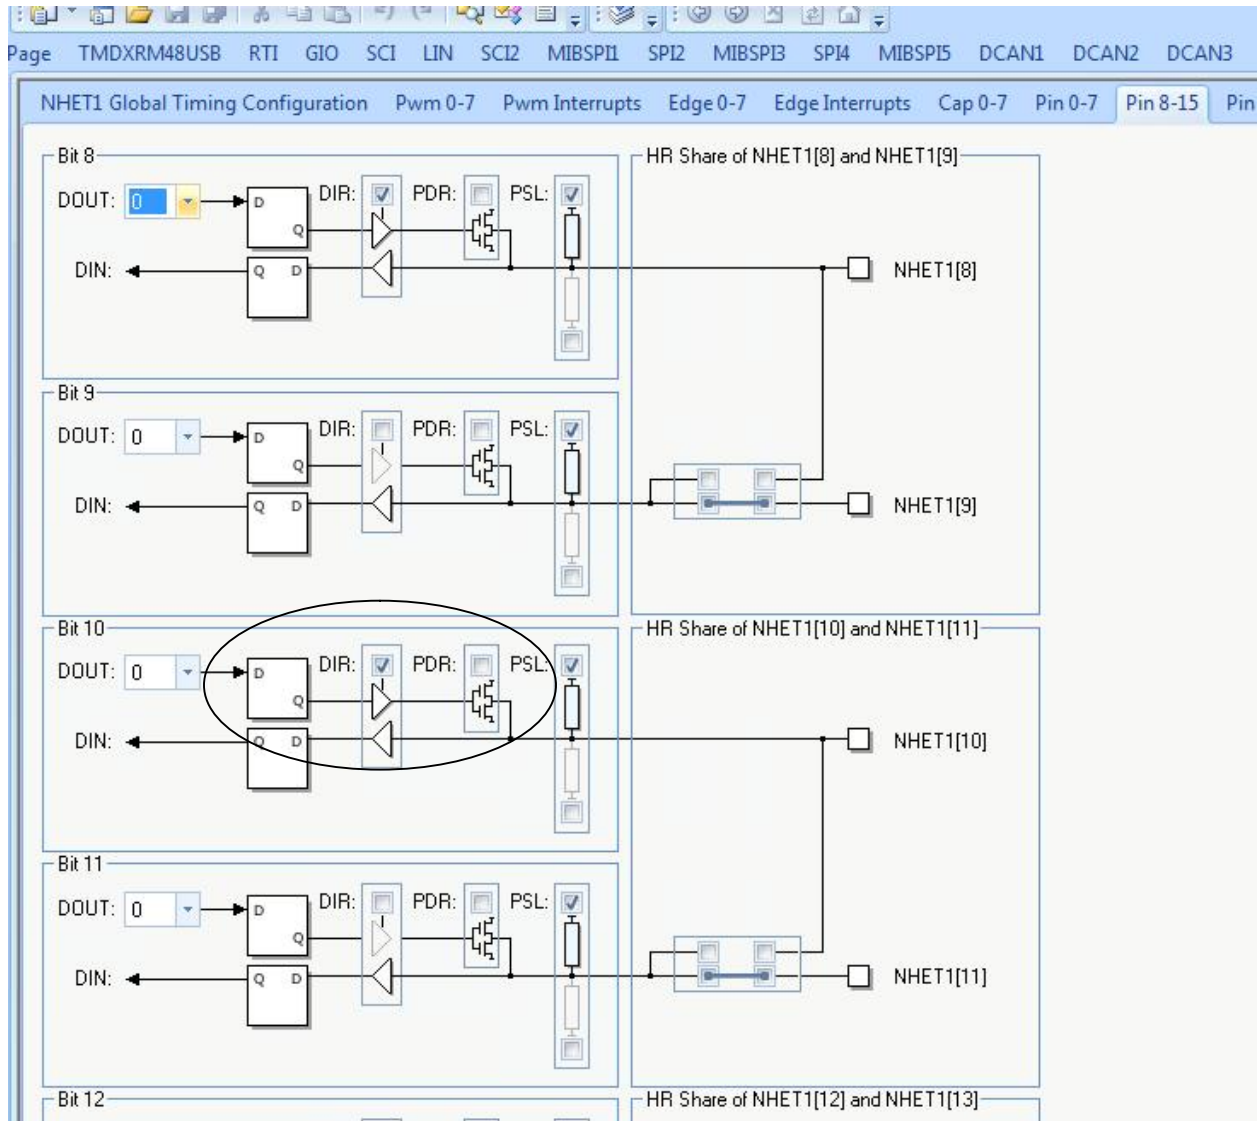 Page TMDXRM48USB RTI GIO SCI LIN SCI2 MIBSPI1 SPI2 MIBSPI3 SPI4 MIBSPI5 DCAN1 DCAN2 DCAN3
NHET1 Global Timing Configuration Pwm 0-7 Pwm Interrupts Edge 0-7 Edge Interrupts Cap 0-7 Pin 0-7 Pin 8-15 Pin
Bit 8 HR Share of NHET1[8] and NHET1[9]
DOUT: 0 D DIR: PDR: PSL:
Q
DIN: Q D NHET1[8]
Bit 9
DOUT: 0 D DIR: PDR: PSL:
Q
DIN: Q D NHET1[9]
Bit 10 HR Share of NHET1[10] and NHET1[11]
DOUT: 0 D DIR: PDR: PSL:
Q
DIN: Q D NHET1[10]
Bit 11
DOUT: 0 D DIR: PDR: PSL:
Q
DIN: Q D NHET1[11]
Bit 12 HR Share of NHET1[12] and NHET1[13]